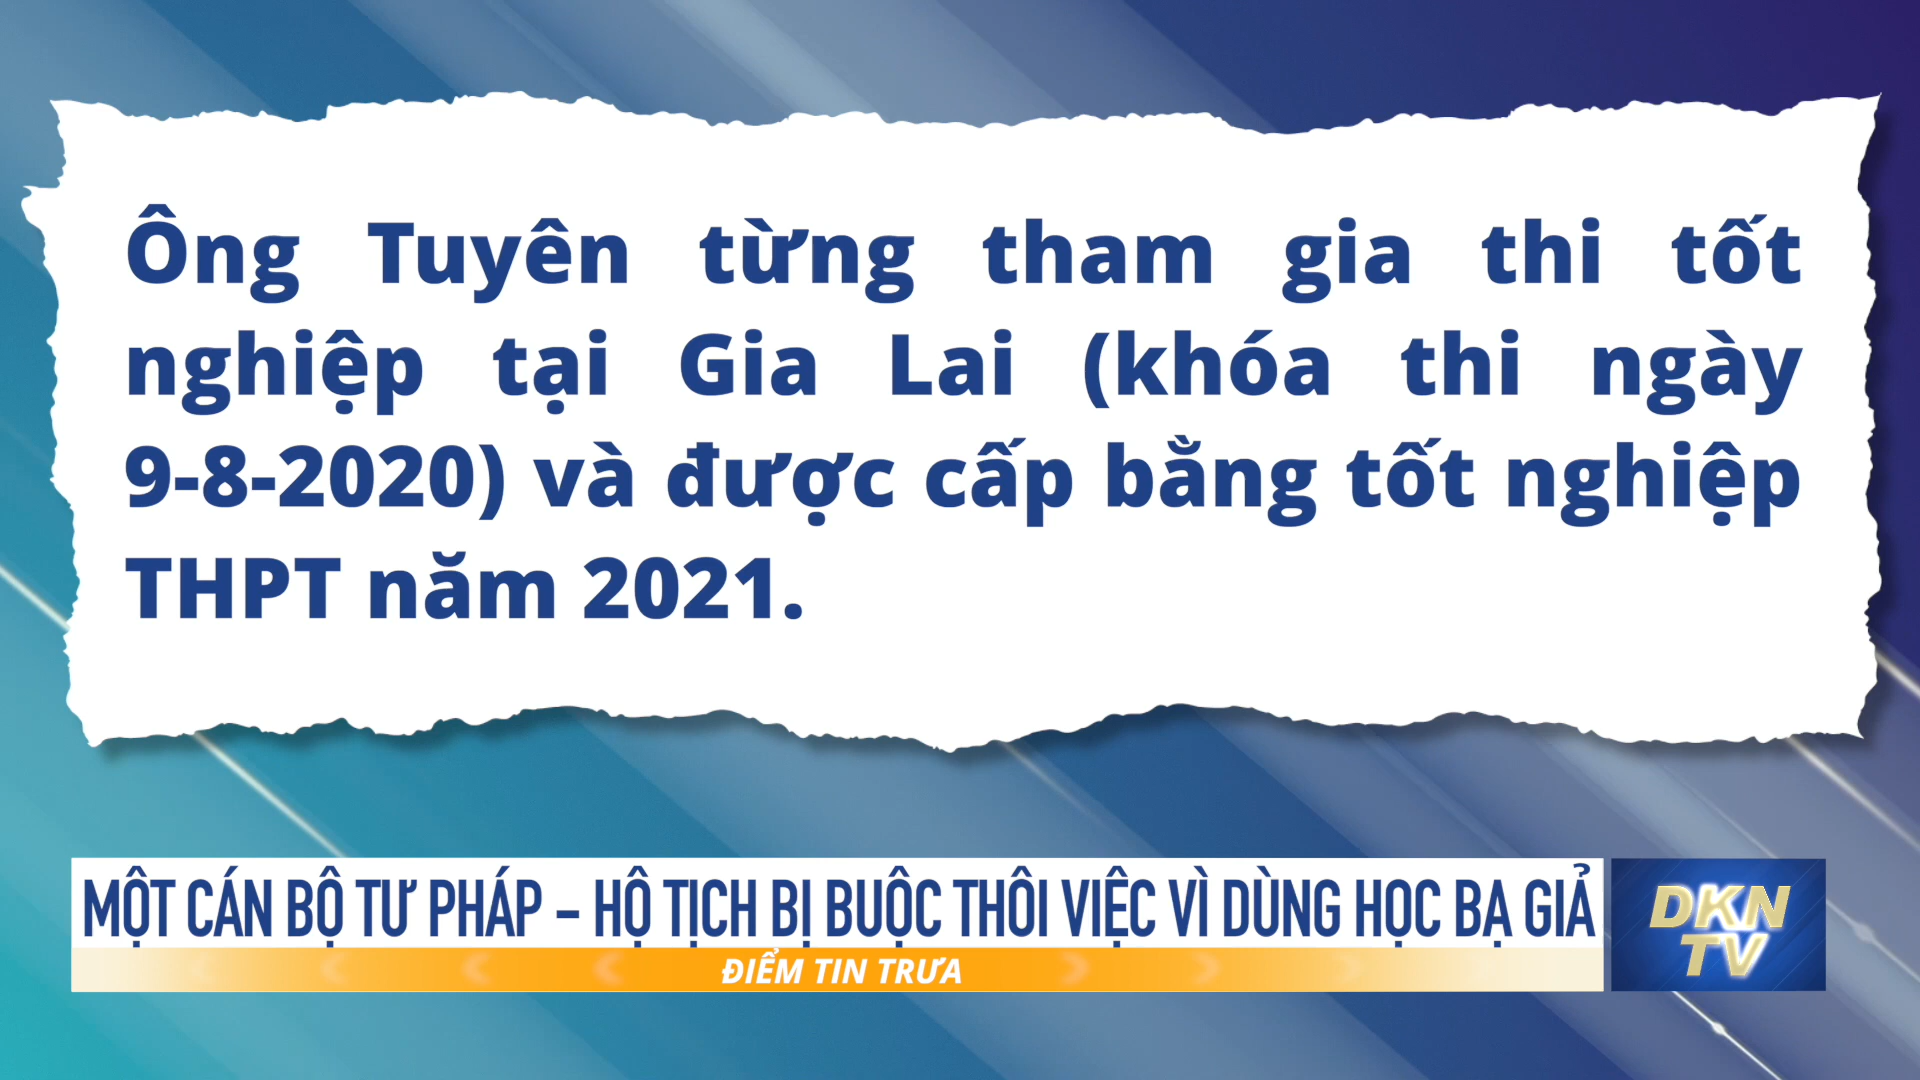 Ông Tuyên từng tham gia thi tốt
nghiệp tại Gia Lai (khóa thi ngày
9-8-2020) và được cấp bằng tốt nghiệp
THPT năm 2021.
MỘT CÁN BỘ TƯ PHÁP – HỘ TỊCH BỊ BUỘC THÔI VIỆC VÌ DÙNG HỌC BẠ GIẢ
ĐIỂM TIN TRƯA
DKN
TV